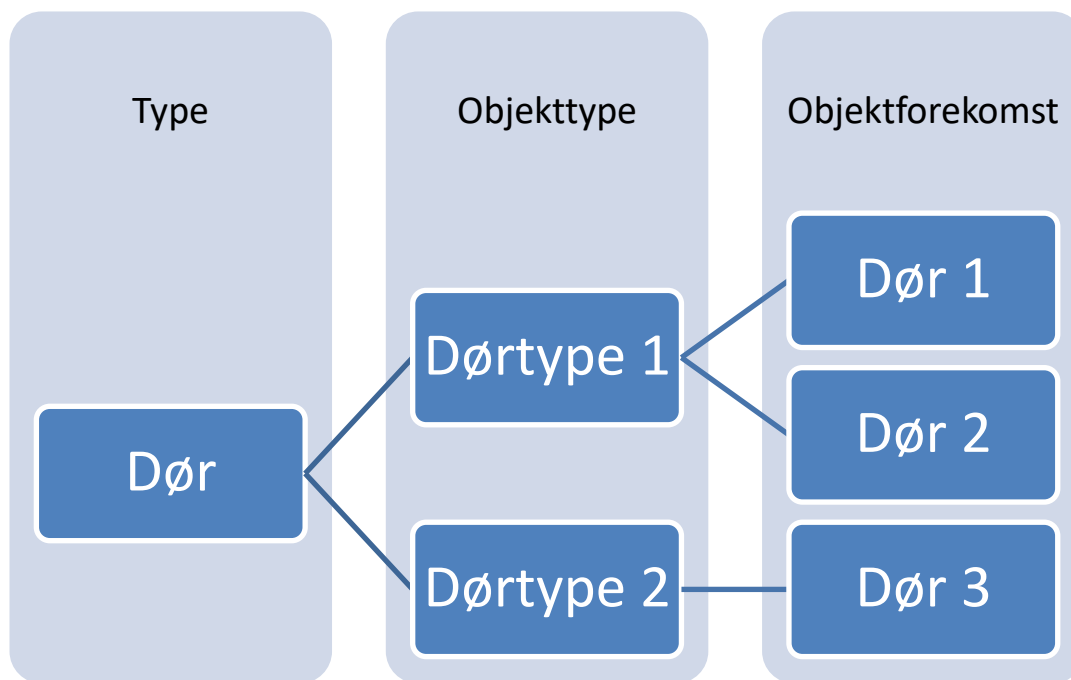 Type
Objekttype
Objektforekomst
Dør
Dørtype 1
Dørtype 2
Dør 1
Dør 2
Dør 3